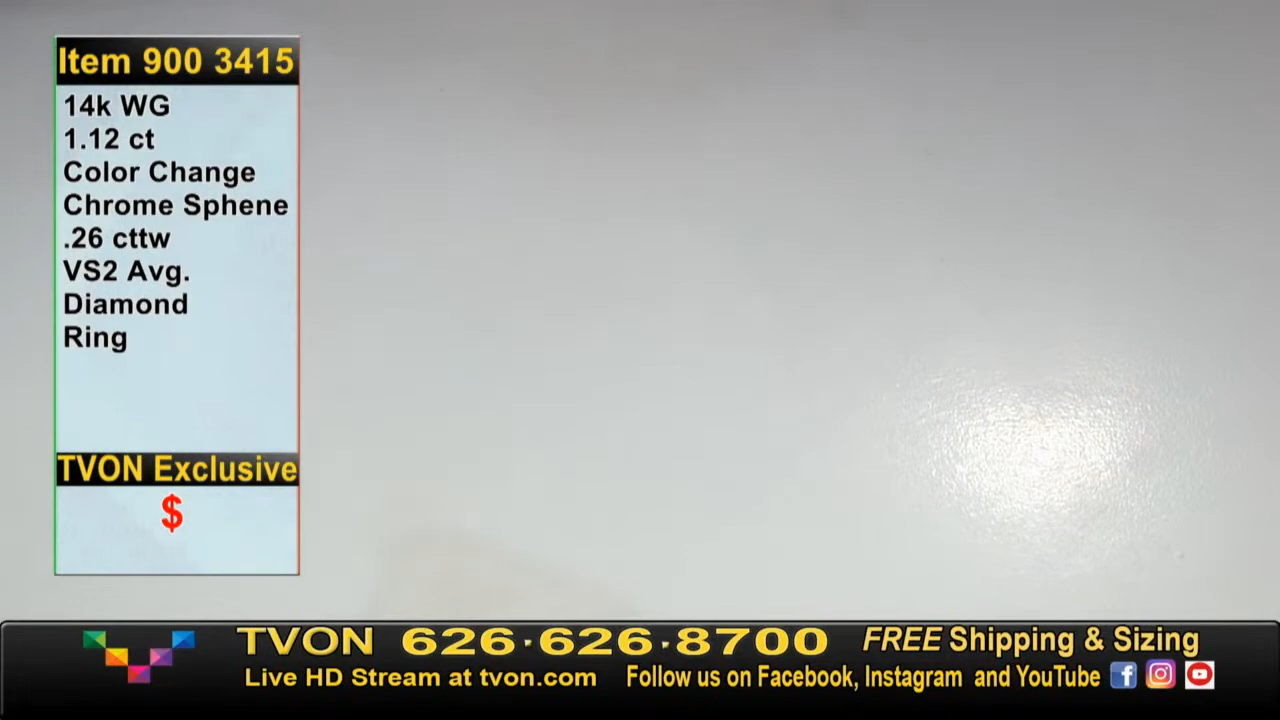 Item 900 3415
14k WG
1.12 ct
Color Change
Chrome Sphene
.26 cttw
VS2 Avg.
Diamond
Ring
TVON Exclusive
$
TVON 626·626·8700 FREE Shipping & Sizing
Live HD Stream at tvon.com Follow us on Facebook, Instagram and YouTube